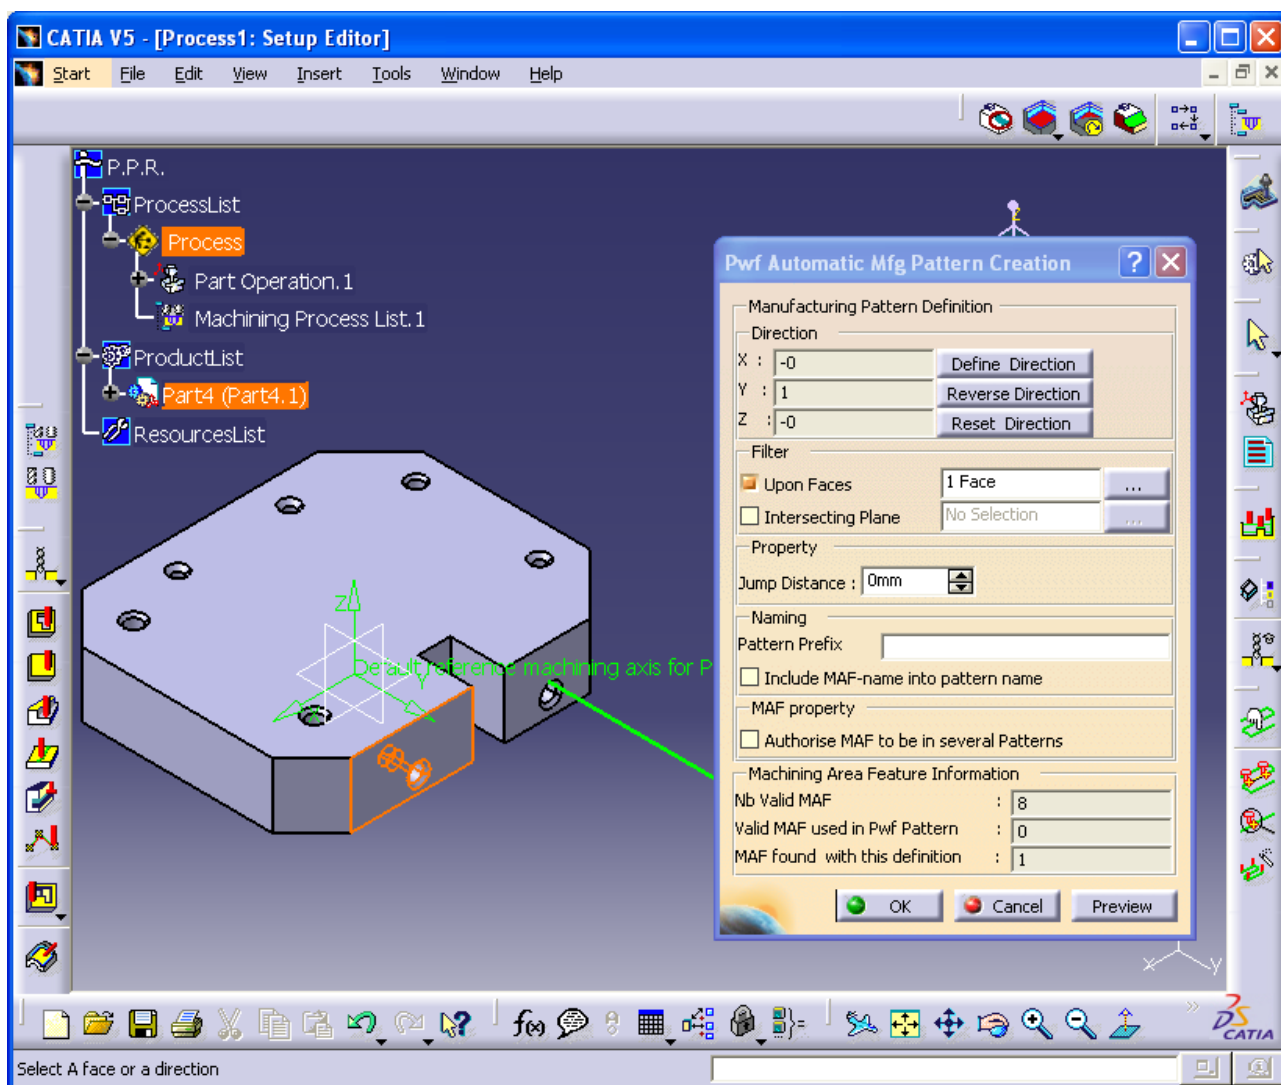 CATIA V5 - [Process1: Setup Editor]
Start File Edit View Insert Tools Window Help
P.P.R.
ProcessList
Process
Part Operation.1
Machining Process List.1
ProductList
Part4 (Part4.1)
ResourcesList
Z
Default reference machining axis for P
Y
Pwf Automatic Mfg Pattern Creation
Manufacturing Pattern Definition
Direction
X : -0 Define Direction
Y : 1 Reverse Direction
Z : -0 Reset Direction
Filter
Upon Faces 1 Face ...
Intersecting Plane No Selection ...
Property
Jump Distance : 0mm
Naming
Pattern Prefix
Include MAF-name into pattern name
MAF property
Authorise MAF to be in several Patterns
Machining Area Feature Information
Nb Valid MAF : 8
Valid MAF used in Pwf Pattern : 0
MAF found with this definition : 1
OK Cancel Preview
x y
f(x)
CATIA
Select A face or a direction